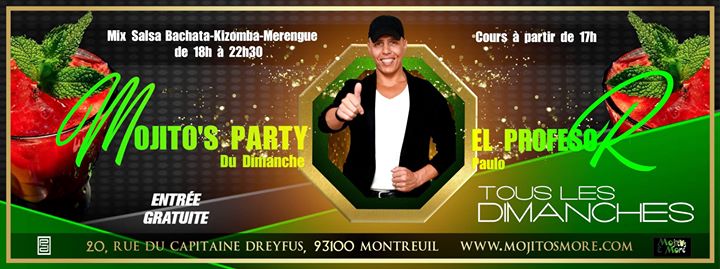 Mix Salsa Bachata-Kizomba-Merengue
de 18h à 22h30
Cours à partir de 17h
MOJITO'S PARTY
Du Dimanche
EL PROFESOR
Paulo
ENTRÉE
GRATUITE
TOUS LES
DIMANCHES
20, RUE DU CAPITAINE DREYFUS, 93100 MONTREUIL
WWW.MOJITOSMORE.COM